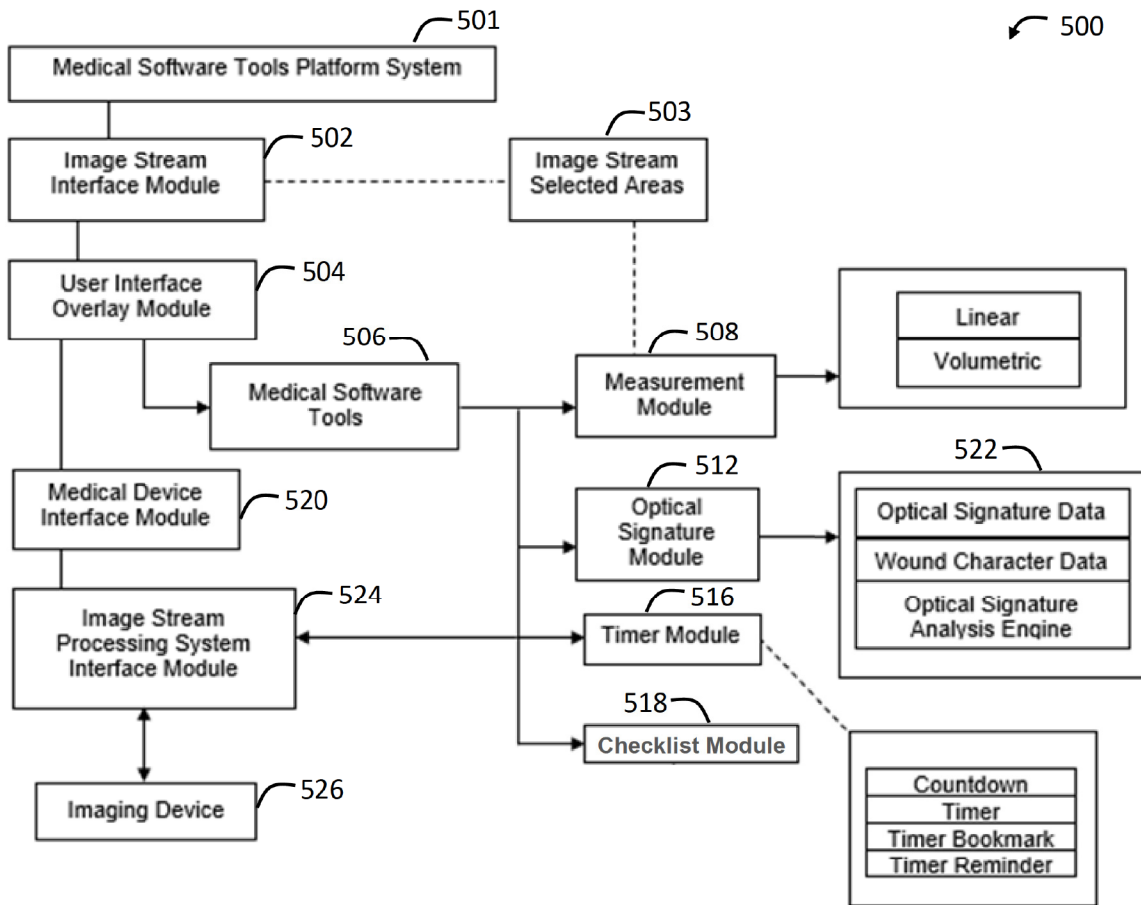 501
500
Medical Software Tools Platform System
502
503
Image Stream
Interface Module
Image Stream
Selected Areas
504
User Interface
Overlay Module
506
508
Linear
Volumetric
Medical Software
Tools
Measurement
Module
512
522
Medical Device
Interface Module
520
Optical
Signature
Module
Optical Signature Data
Wound Character Data
Optical Signature
Analysis Engine
524
516
Image Stream
Processing System
Interface Module
Timer Module
518
Checklist Module
Imaging Device
526
Countdown
Timer
Timer Bookmark
Timer Reminder